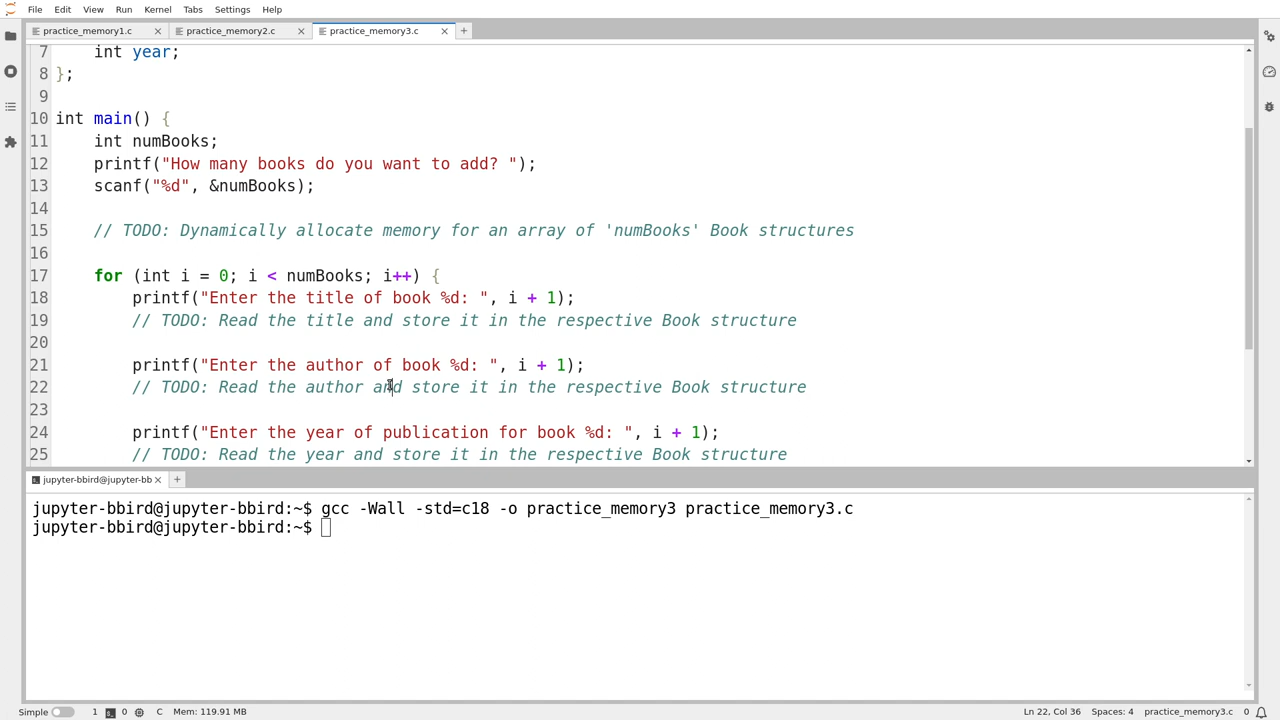 File Edit View Run Kernel Tabs Settings Help
practice_memory1.c practice_memory2.c practice_memory3.c
7 int year;
8 };
9
10 int main() {
11 int numBooks;
12 printf("How many books do you want to add? ");
13 scanf("%d", &numBooks);
14
15 // TODO: Dynamically allocate memory for an array of 'numBooks' Book structures
16
17 for (int i = 0; i < numBooks; i++) {
18 printf("Enter the title of book %d: ", i + 1);
19 // TODO: Read the title and store it in the respective Book structure
20
21 printf("Enter the author of book %d: ", i + 1);
22 // TODO: Read the author and store it in the respective Book structure
23
24 printf("Enter the year of publication for book %d: ", i + 1);
25 // TODO: Read the year and store it in the respective Book structure
jupyter-bbird@jupyter-bb
jupyter-bbird@jupyter-bbird:~$ gcc -Wall -std=c18 -o practice_memory3 practice_memory3.c
jupyter-bbird@jupyter-bbird:~$
Simple 1 0 C Mem: 119.91 MB Ln 22, Col 36 Spaces: 4 practice_memory3.c 0